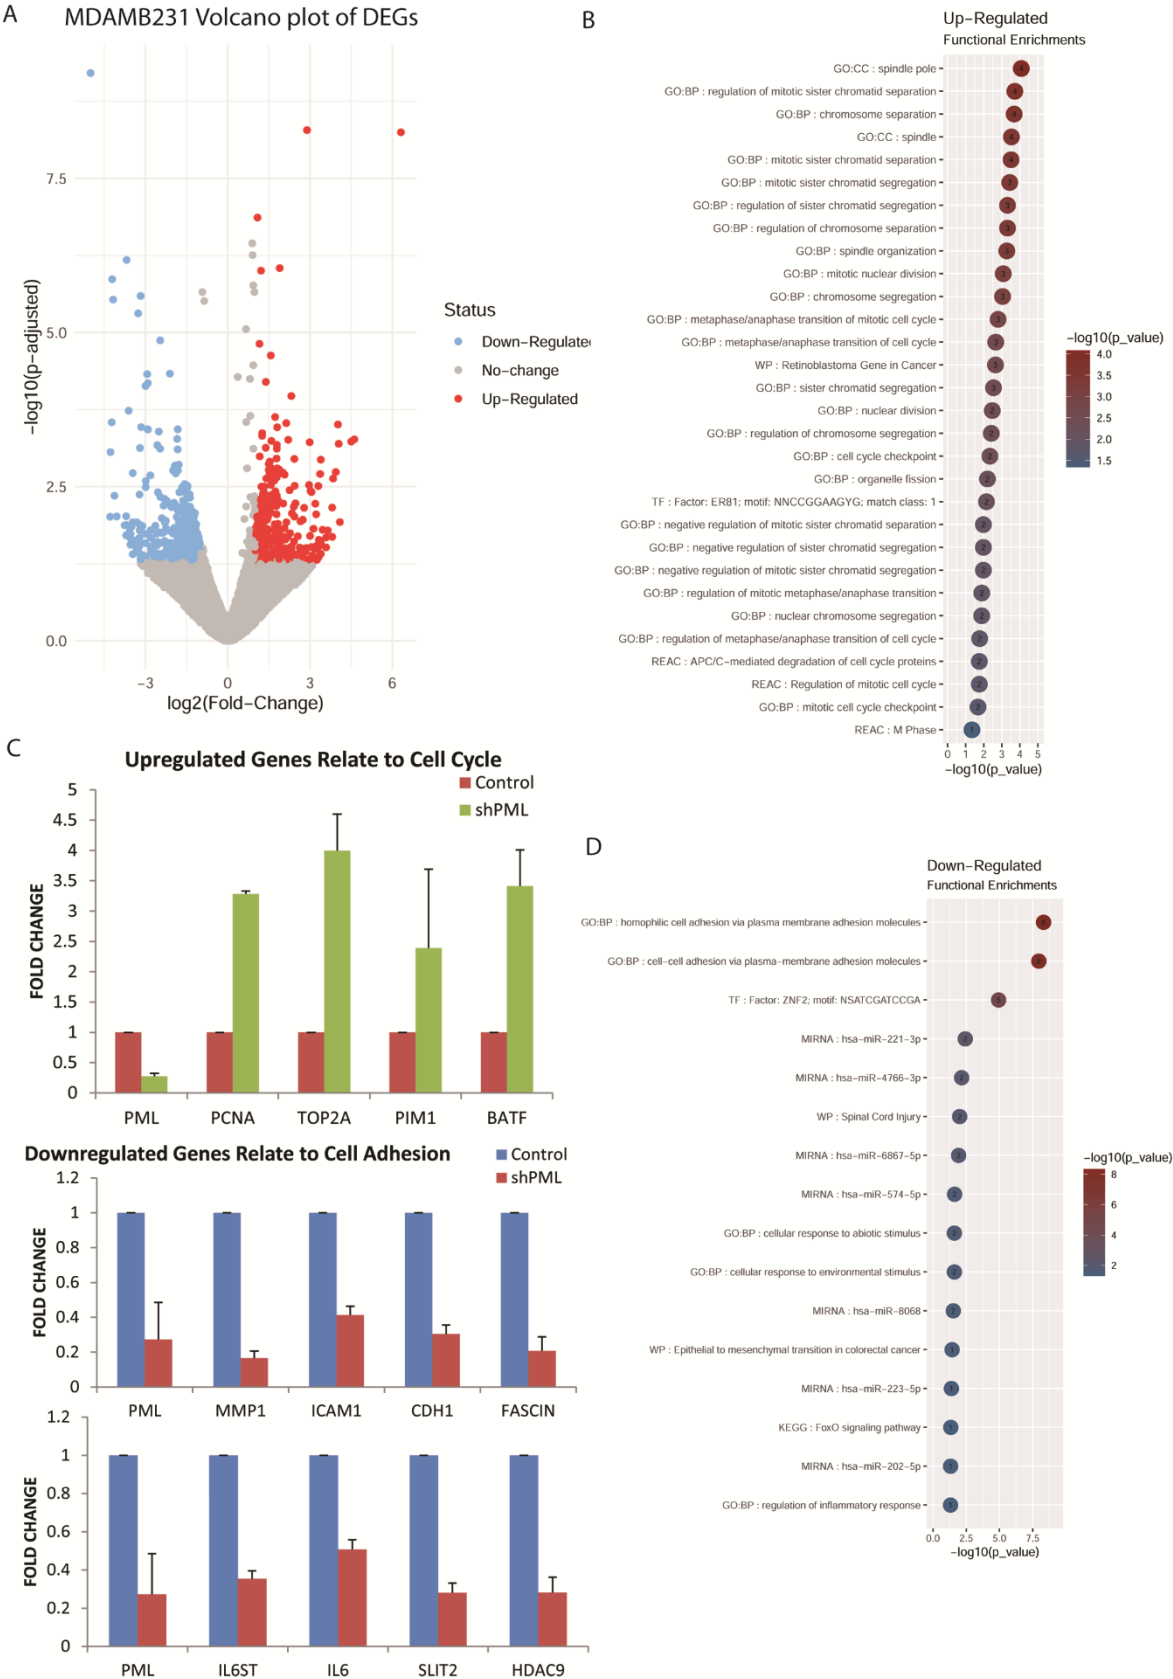 A
MDAMB231 Volcano plot of DEGs
7.5
5.0
2.5
0.0
-log10(p-adjusted)
-3 0 3 6
log2(Fold-Change)
Status
Down-Regulated
No-change
Up-Regulated
B
Up-Regulated
Functional Enrichments
GO:CC : spindle pole
GO:BP : regulation of mitotic sister chromatid separation
GO:BP : chromosome separation
GO:CC : spindle
GO:BP : mitotic sister chromatid separation
GO:BP : mitotic sister chromatid segregation
GO:BP : regulation of sister chromatid segregation
GO:BP : regulation of chromosome separation
GO:BP : spindle organization
GO:BP : mitotic nuclear division
GO:BP : chromosome segregation
GO:BP : metaphase/anaphase transition of mitotic cell cycle
GO:BP : metaphase/anaphase transition of cell cycle
WP : Retinoblastoma Gene in Cancer
GO:BP : sister chromatid segregation
GO:BP : nuclear division
GO:BP : regulation of chromosome segregation
GO:BP : cell cycle checkpoint
GO:BP : organelle fission
TF : Factor: ER81; motif: NNCCGGAAGYG; match class: 1
GO:BP : negative regulation of mitotic sister chromatid separation
GO:BP : negative regulation of sister chromatid segregation
GO:BP : negative regulation of mitotic sister chromatid segregation
GO:BP : regulation of mitotic metaphase/anaphase transition
GO:BP : nuclear chromosome segregation
GO:BP : regulation of metaphase/anaphase transition of cell cycle
REAC : APC/C-mediated degradation of cell cycle proteins
REAC : Regulation of mitotic cell cycle
GO:BP : mitotic cell cycle checkpoint
REAC : M Phase
0 1 2 3 4 5
-log10(p_value)
-log10(p_value)
4.0
3.5
3.0
2.5
2.0
1.5
C
Upregulated Genes Relate to Cell Cycle
Control
shPML
FOLD CHANGE
5
4.5
4
3.5
3
2.5
2
1.5
1
0.5
0
PML PCNA TOP2A PIM1 BATF
Downregulated Genes Relate to Cell Adhesion
Control
shPML
FOLD CHANGE
1.2
1
0.8
0.6
0.4
0.2
0
PML MMP1 ICAM1 CDH1 FASCIN
FOLD CHANGE
1.2
1
0.8
0.6
0.4
0.2
0
PML IL6ST IL6 SLIT2 HDAC9
D
Down-Regulated
Functional Enrichments
GO:BP : homophilic cell adhesion via plasma membrane adhesion molecules
GO:BP : cell-cell adhesion via plasma-membrane adhesion molecules
TF : Factor: ZNF2; motif: NSATCGATCCGA
MIRNA : hsa-miR-221-3p
MIRNA : hsa-miR-4766-3p
WP : Spinal Cord Injury
MIRNA : hsa-miR-6867-5p
MIRNA : hsa-miR-574-5p
GO:BP : cellular response to abiotic stimulus
GO:BP : cellular response to environmental stimulus
MIRNA : hsa-miR-8068
WP : Epithelial to mesenchymal transition in colorectal cancer
MIRNA : hsa-miR-223-5p
KEGG : FoxO signaling pathway
MIRNA : hsa-miR-202-5p
GO:BP : regulation of inflammatory response
0.0 2.5 5.0 7.5
-log10(p_value)
-log10(p_value)
8
6
4
2